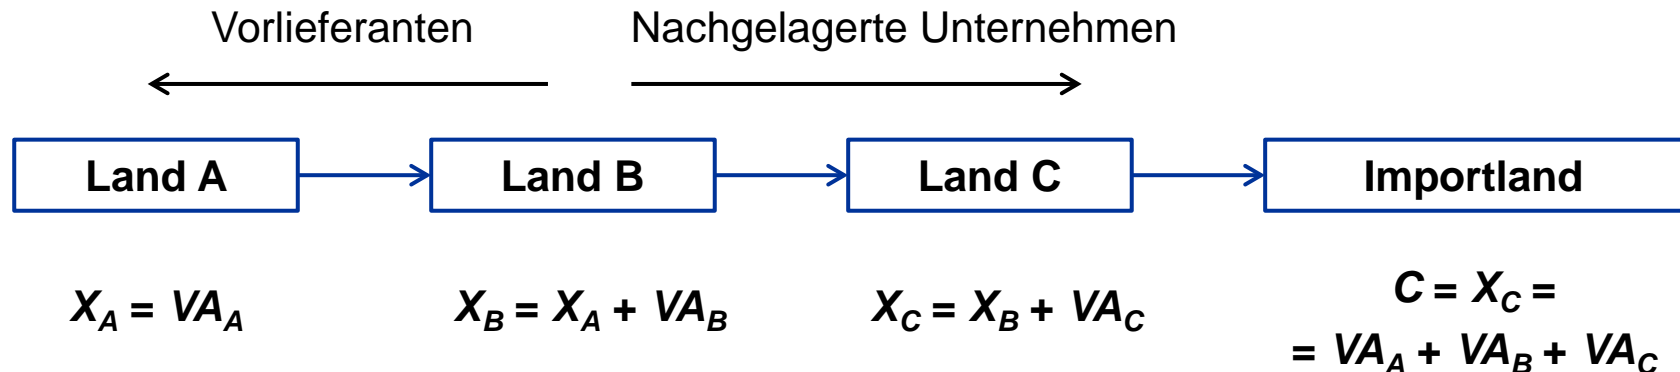 Vorlieferanten
Nachgelagerte Unternehmen
Land A
Land B
Land C
Importland
X_A = VA_A
X_B = X_A + VA_B
X_C = X_B + VA_C
C = X_C =
= VA_A + VA_B + VA_C